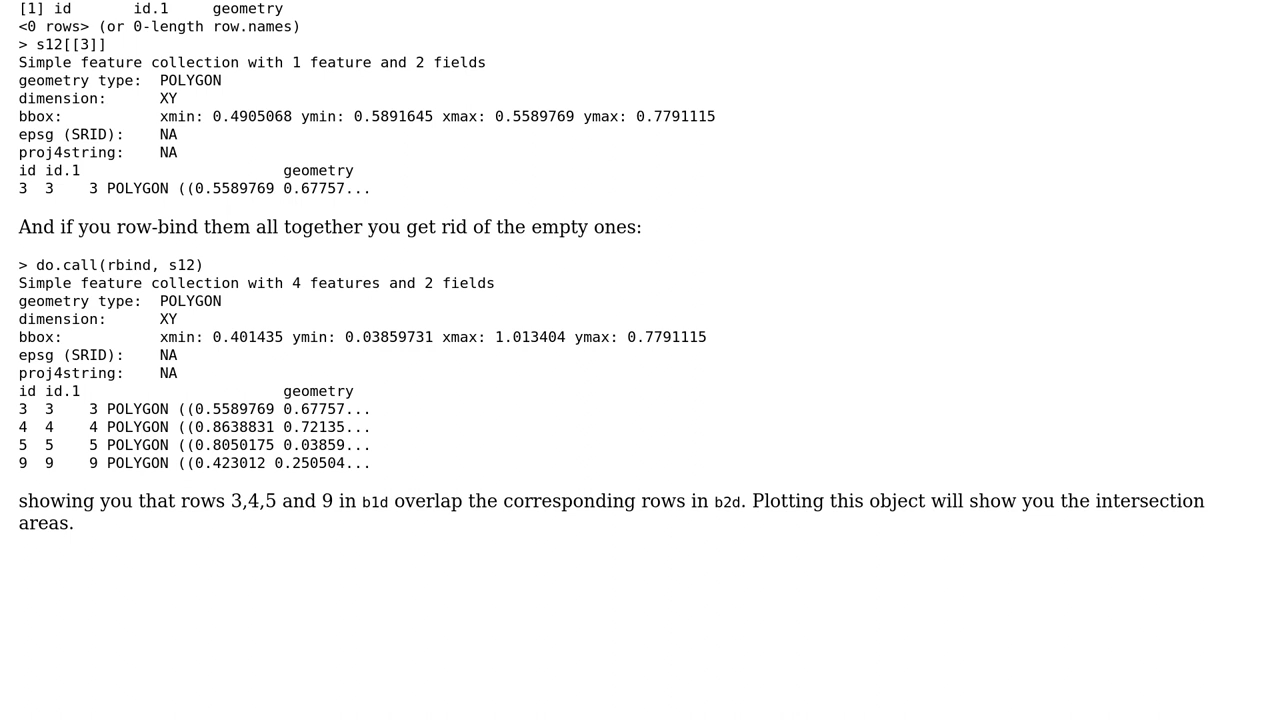 [1] id       id.1     geometry
<0 rows> (or 0-length row.names)
> s12[[3]]
Simple feature collection with 1 feature and 2 fields
geometry type:  POLYGON
dimension:      XY
bbox:           xmin: 0.4905068 ymin: 0.5891645 xmax: 0.5589769 ymax: 0.7791115
epsg (SRID):    NA
proj4string:    NA
id id.1                       geometry
3  3    3 POLYGON ((0.5589769 0.67757...
And if you row-bind them all together you get rid of the empty ones:
> do.call(rbind, s12)
Simple feature collection with 4 features and 2 fields
geometry type:  POLYGON
dimension:      XY
bbox:           xmin: 0.401435 ymin: 0.03859731 xmax: 1.013404 ymax: 0.7791115
epsg (SRID):    NA
proj4string:    NA
id id.1                       geometry
3  3    3 POLYGON ((0.5589769 0.67757...
4  4    4 POLYGON ((0.8638831 0.72135...
5  5    5 POLYGON ((0.8050175 0.03859...
9  9    9 POLYGON ((0.423012 0.250504...
showing you that rows 3,4,5 and 9 in b1d overlap the corresponding rows in b2d. Plotting this object will show you the intersection
areas.